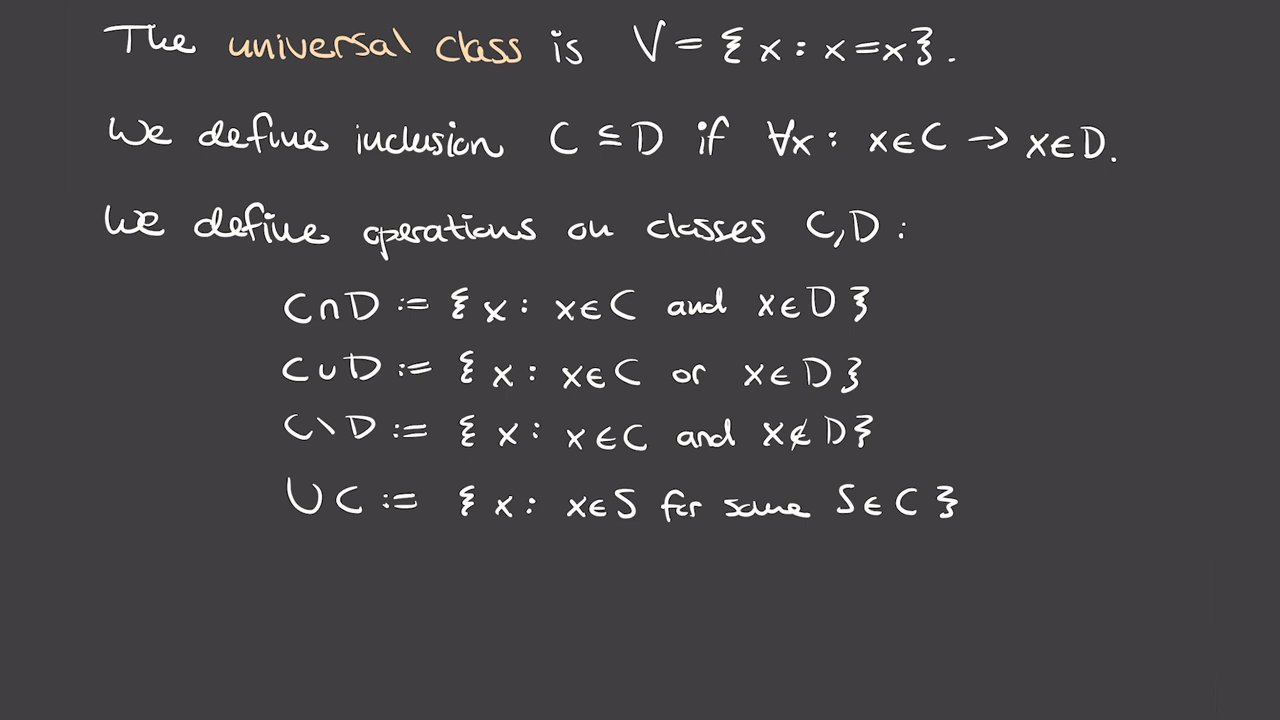 The universal class is V = { x : x = x } .
We define inclusion C ⊆ D if ∀x : x ∈ C → x ∈ D.
We define operations on classes C, D :
C ∩ D := { x : x ∈ C and x ∈ D }
C ∪ D := { x : x ∈ C or x ∈ D }
C \ D := { x : x ∈ C and x ∉ D }
∪ C := { x : x ∈ S for some S ∈ C }